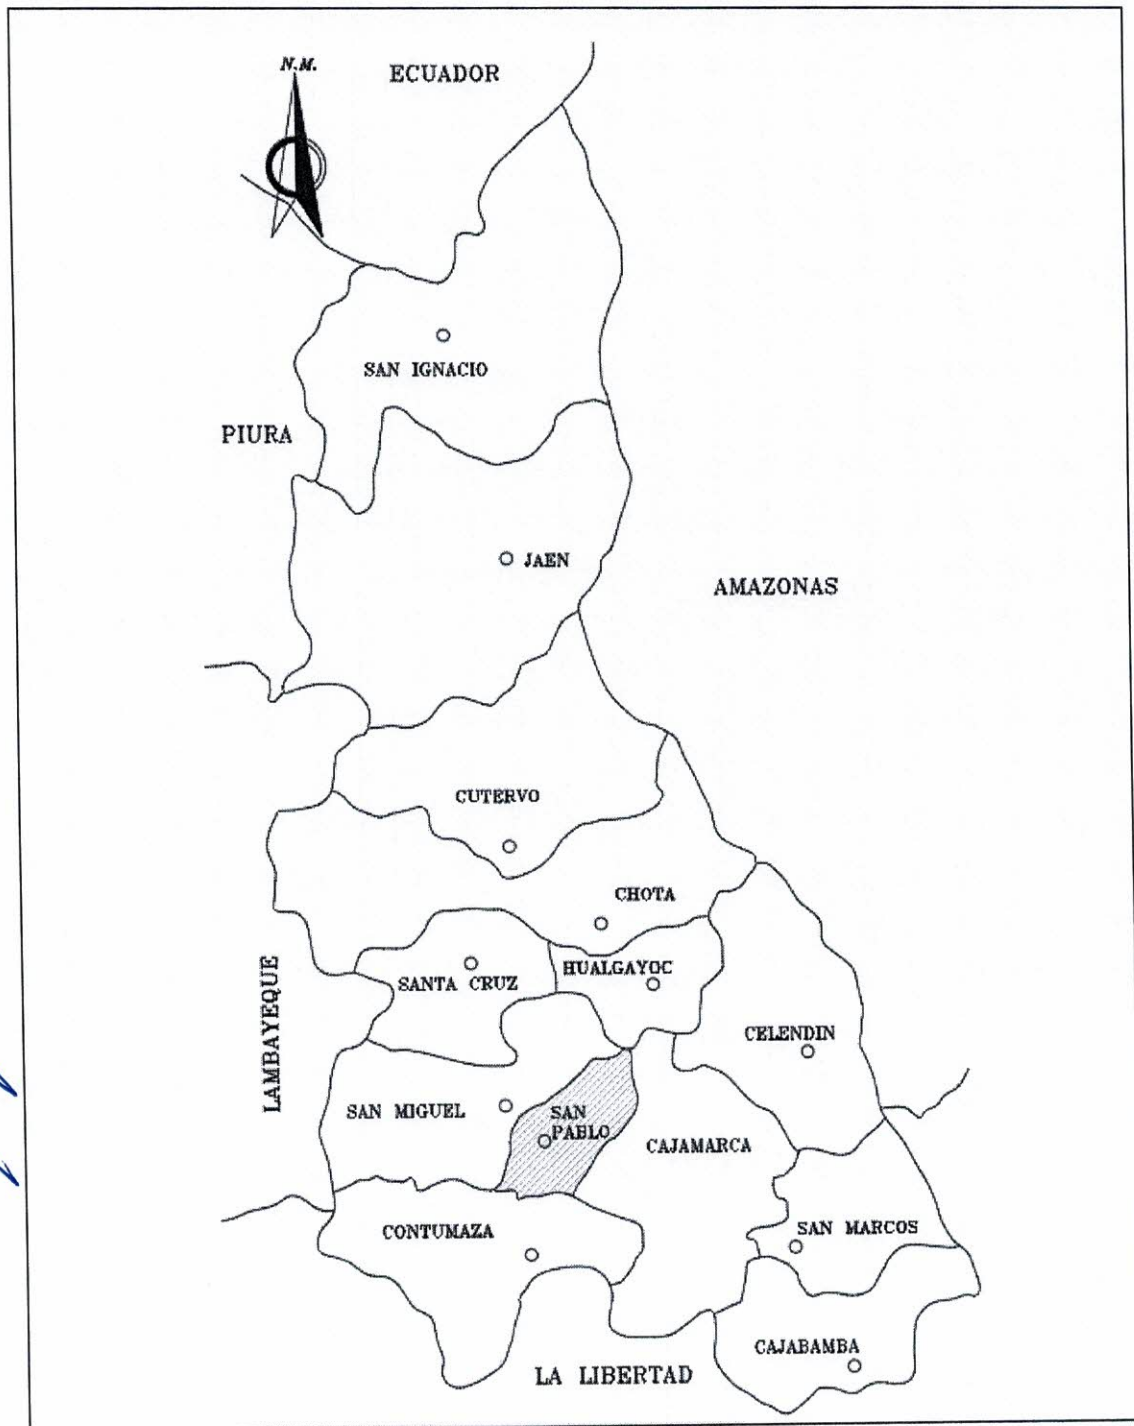 N.M.
ECUADOR
SAN IGNACIO
PIURA
JAEN
AMAZONAS
CUTERVO
CHOTA
LAMBAYEQUE
SANTA CRUZ
HUALGAYOC
CELENDIN
SAN MIGUEL
SAN
PABLO
CAJAMARCA
CONTUMAZA
SAN MARCOS
CAJABAMBA
LA LIBERTAD